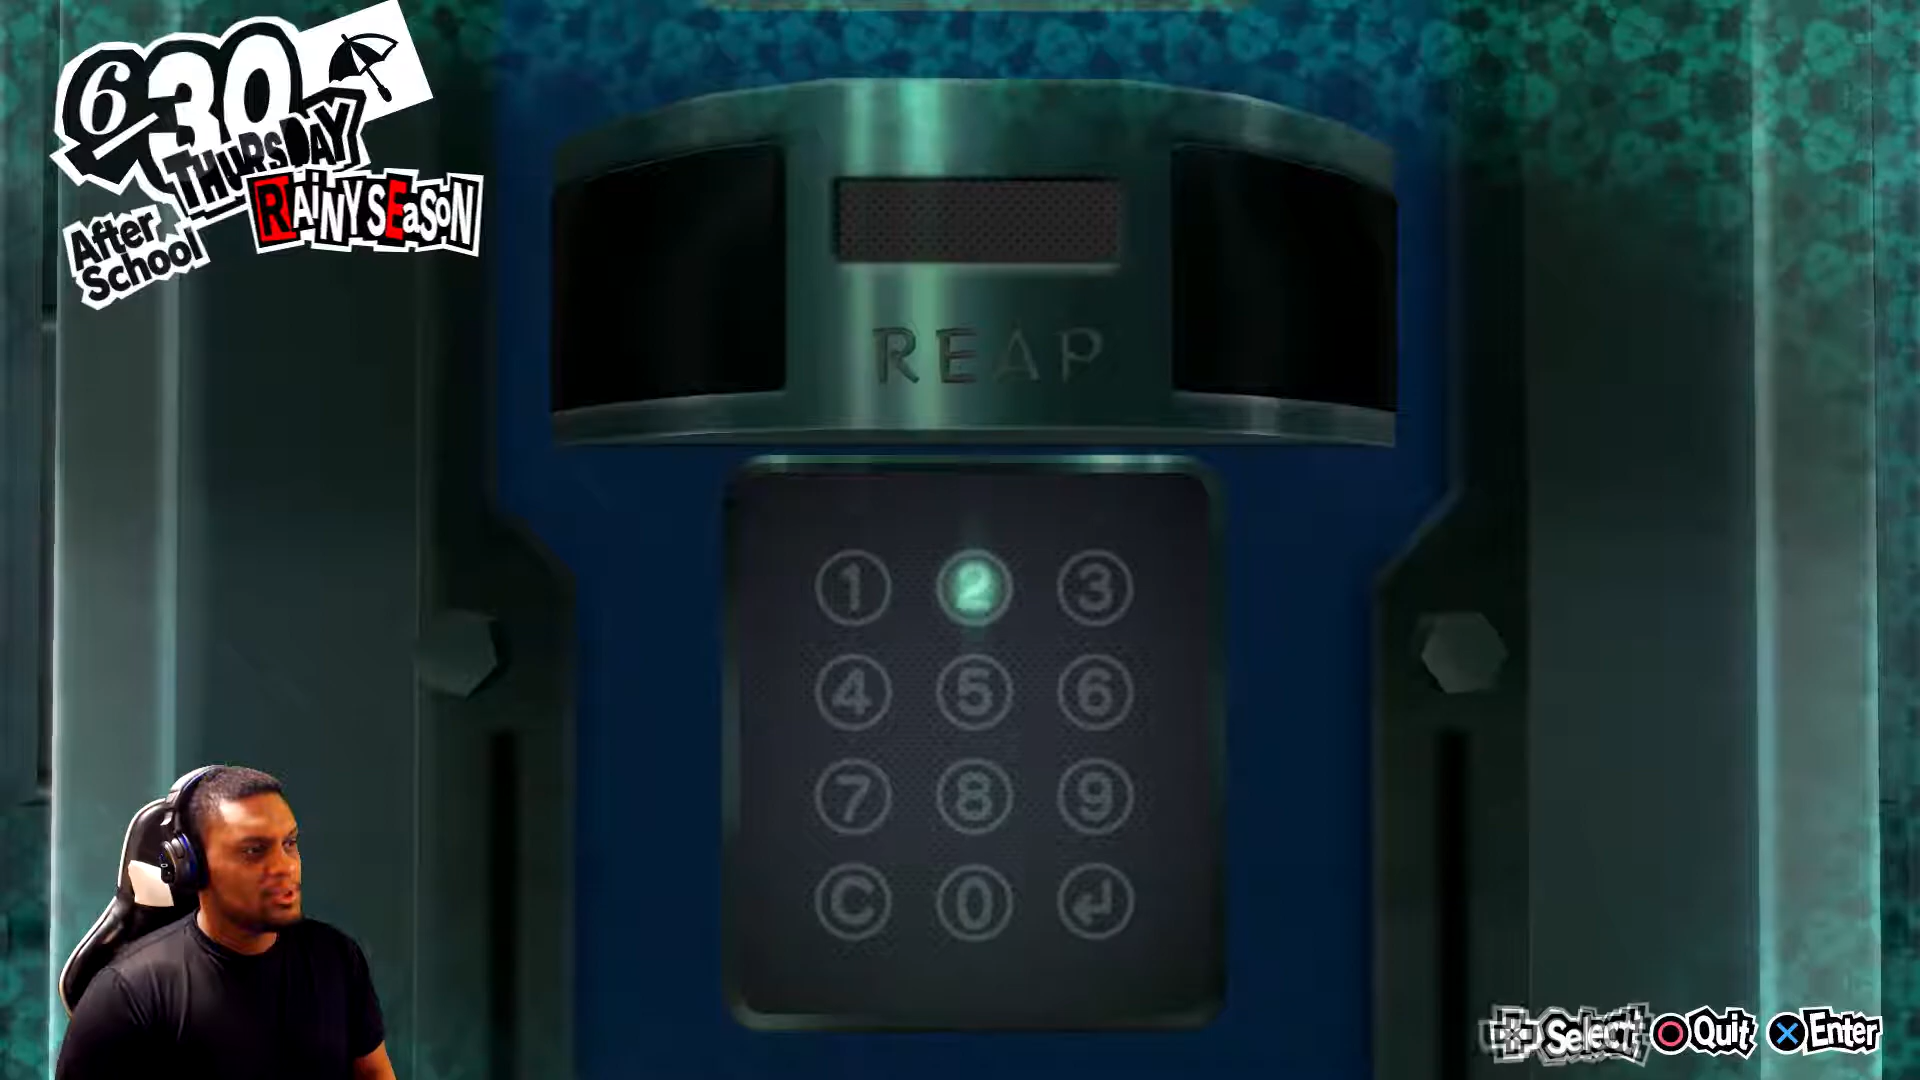 6/30
THURSDAY
RAiNY SEaSoN
After
School
REAP
1 2 3
4 5 6
7 8 9
C 0 ↵
Select Quit Enter